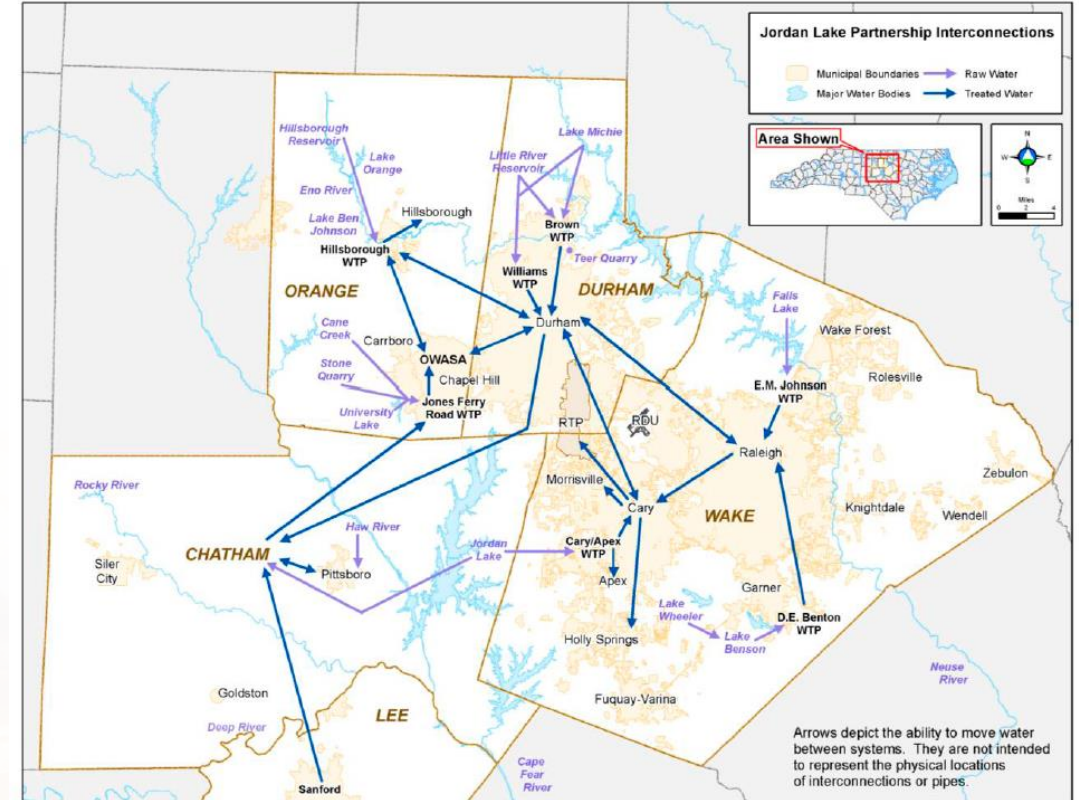 Jordan Lake Partnership Interconnections
Municipal Boundaries
Raw Water
Major Water Bodies
Treated Water
Area Shown
N
W
E
S
Miles
0 2 4
Hillsborough
Reservoir
Lake
Orange
Eno River
Lake Ben
Johnson
Hillsborough
Hillsborough
WTP
ORANGE
Little River
Reservoir
Lake Michie
Brown
WTP
Teer Quarry
Williams
WTP
DURHAM
Durham
Cane
Creek
Carrboro
OWASA
Stone
Quarry
Chapel Hill
University
Lake
Jones Ferry
Road WTP
Falls
Lake
Wake Forest
Rolesville
E.M. Johnson
WTP
RTP
RDU
Raleigh
Zebulon
Morrisville
Knightdale
Wendell
Cary
WAKE
Rocky River
Haw River
Jordan
Lake
Cary/Apex
WTP
CHATHAM
Siler
City
Pittsboro
Apex
Garner
Lake
Wheeler
D.E. Benton
WTP
Lake
Benson
Holly Springs
Neuse
River
Goldston
Fuquay-Varina
Deep River
LEE
Cape
Fear
River
Sanford
Arrows depict the ability to move water
between systems. They are not intended
to represent the physical locations
of interconnections or pipes.